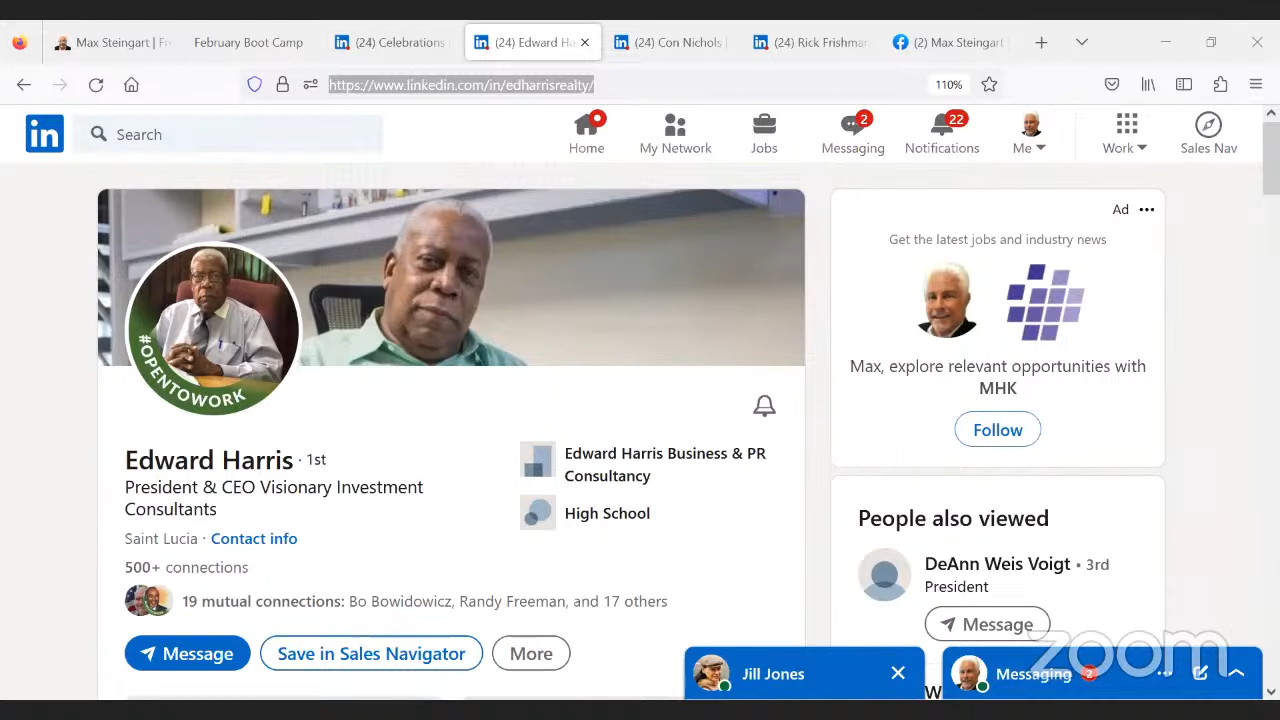 Max Steingart | Fr
February Boot Camp
(24) Celebrations
(24) Edward Ha
(24) Con Nichols
(24) Rick Frishma
(2) Max Steingart
https://www.linkedin.com/in/edharrisrealty/
110%
in
Search
Home
My Network
Jobs
2
Messaging
22
Notifications
Me
Work
Sales Nav
#OPENTOWORK
Edward Harris · 1st
President & CEO Visionary Investment
Consultants
Saint Lucia · Contact info
500+ connections
19 mutual connections: Bo Bowidowicz, Randy Freeman, and 17 others
Message
Save in Sales Navigator
More
Edward Harris Business & PR
Consultancy
High School
Ad
Get the latest jobs and industry news
Max, explore relevant opportunities with
MHK
Follow
People also viewed
DeAnn Weis Voigt • 3rd
President
Message
W
Jill Jones
Messaging 2
zoom